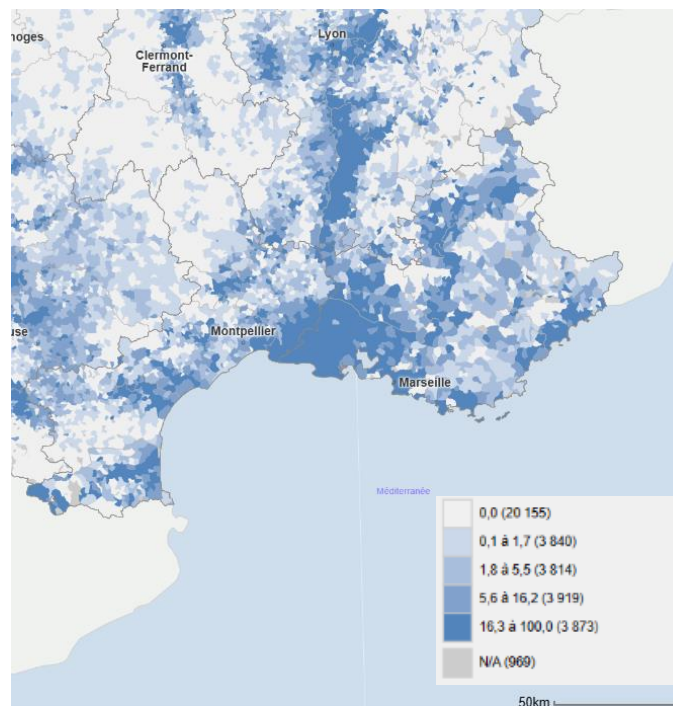 noges
Clermont-
Ferrand
Lyon
Montpellier
use
Marseille
Méditerranée
0,0 (20 155)
0,1 à 1,7 (3 840)
1,8 à 5,5 (3 814)
5,6 à 16,2 (3 919)
16,3 à 100,0 (3 873)
N/A (969)
50km